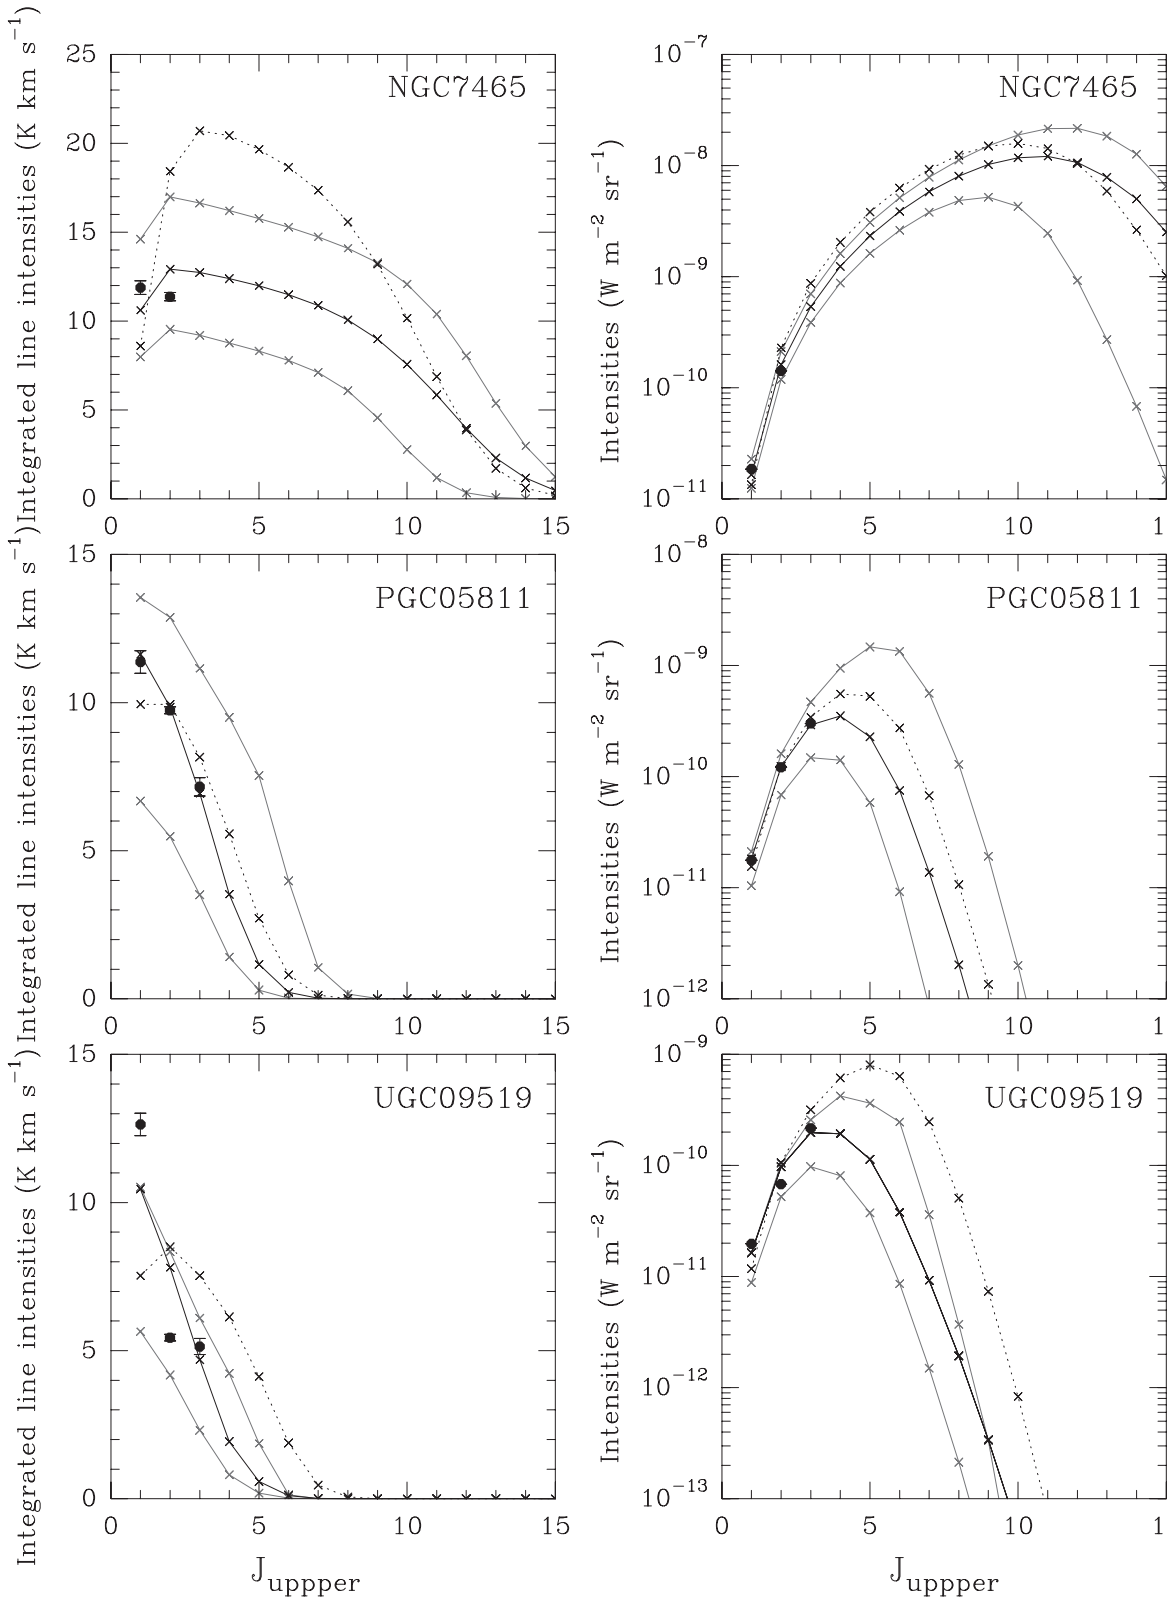 Integrated line intensities (K km s⁻¹)
25
20
15
10
5
0
NGC7465
0 5 10 15
Intensities (W m⁻² sr⁻¹)
10⁻⁷
10⁻⁸
10⁻⁹
10⁻¹⁰
10⁻¹¹
NGC7465
0 5 10 1
Integrated line intensities (K km s⁻¹)
15
10
5
0
PGC05811
0 5 10 15
Intensities (W m⁻² sr⁻¹)
10⁻⁸
10⁻⁹
10⁻¹⁰
10⁻¹¹
10⁻¹²
PGC05811
0 5 10 1
Integrated line intensities (K km s⁻¹)
15
10
5
0
UGC09519
0 5 10 15
J_uppper
Intensities (W m⁻² sr⁻¹)
10⁻⁹
10⁻¹⁰
10⁻¹¹
10⁻¹²
10⁻¹³
UGC09519
0 5 10 1
J_uppper